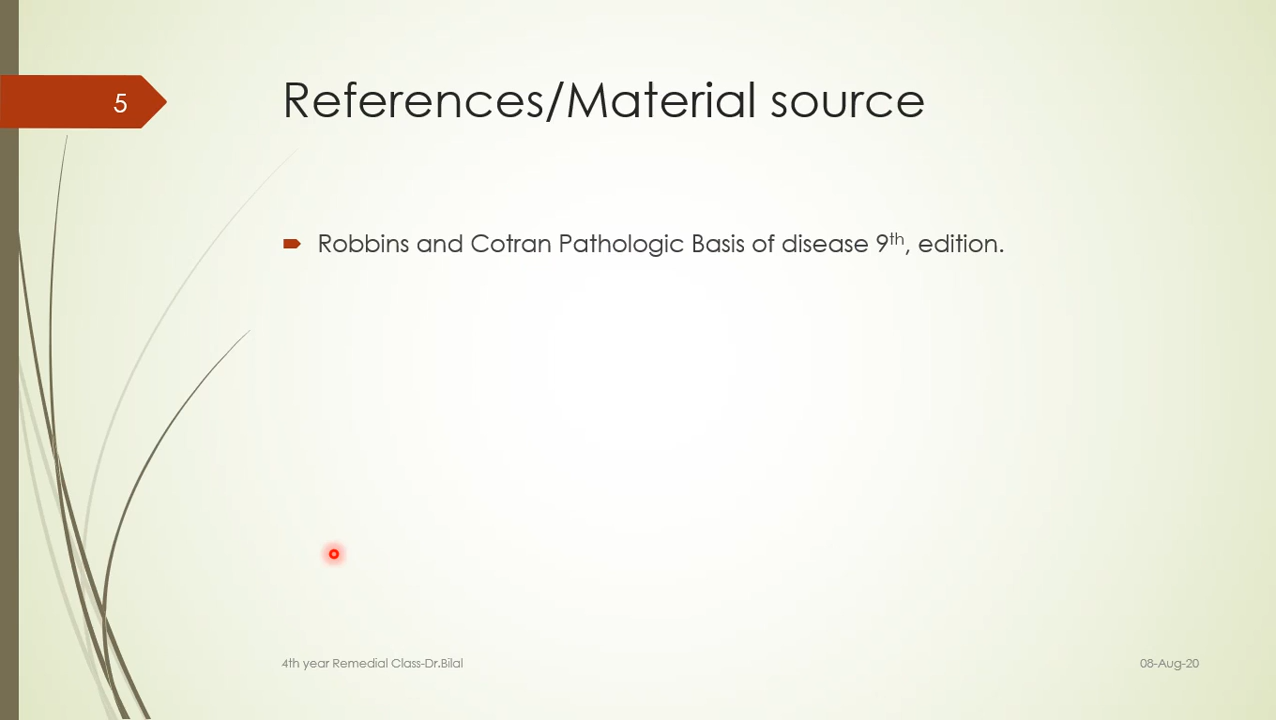 5
References/Material source
Robbins and Cotran Pathologic Basis of disease 9th, edition.
4th year Remedial Class-Dr.Bilal
08-Aug-20